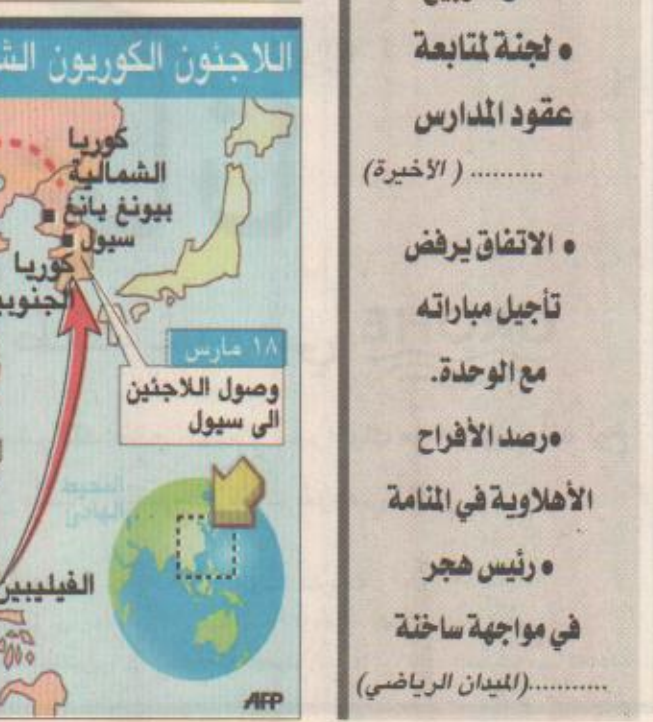 • لجنة لمتابعة
عقود المدارس
.......... ( الأخيرة)
• الاتفاق يرفض
تأجيل مباراته
مع الوحدة.
•رصد الأفراح
الأهلاوية في المنامة
• رئيس هجر
في مواجهة ساخنة
...........(الميدان الرياضي)
اللاجئون الكوريون
كوريا
الشمالية
بيونغ يانغ
سيول
كوريا
١٨ مارس
وصول اللاجئين
الى سيول
المحيط
الهادئ
الفيليبين
AFP